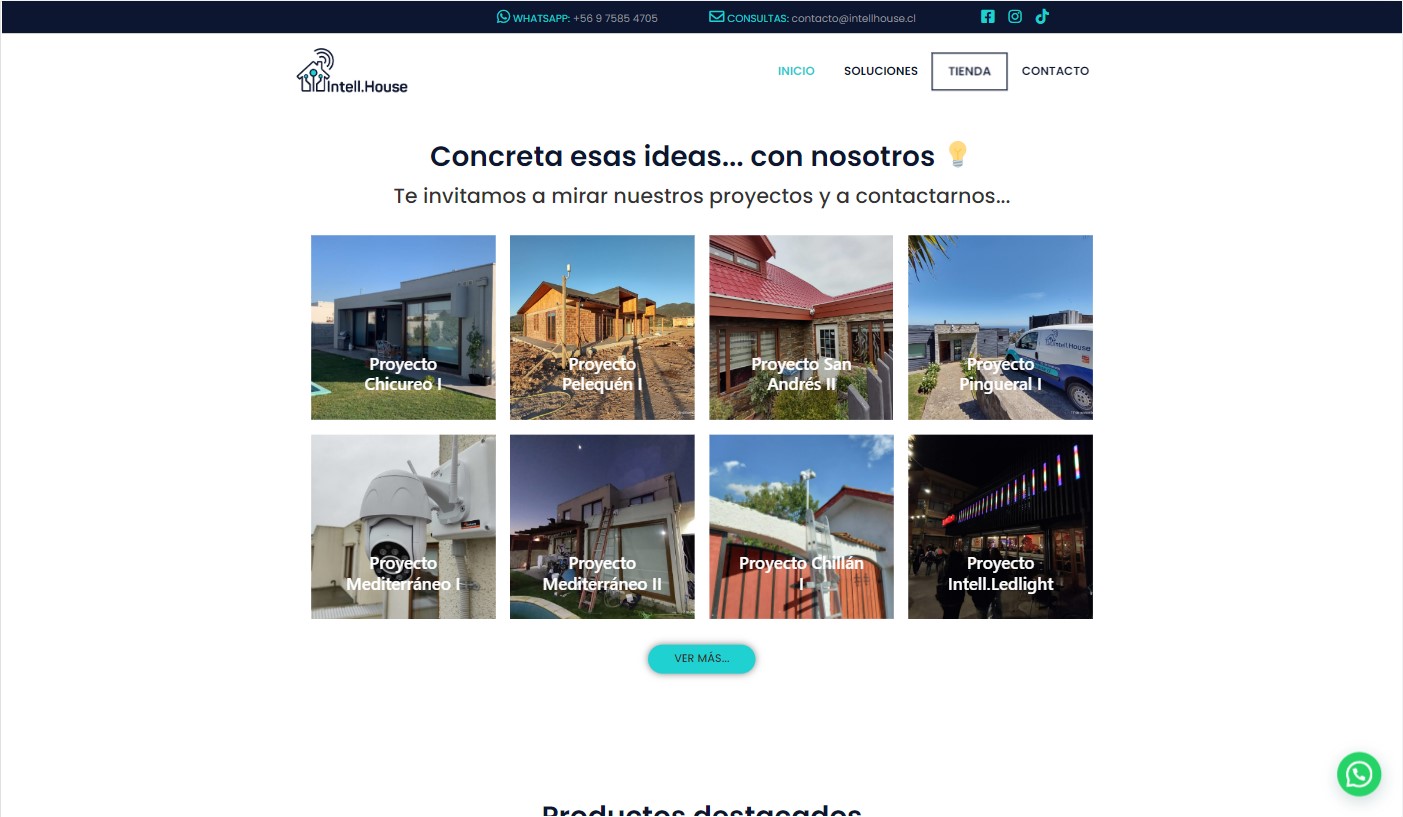 WHATSAPP: +56 9 7585 4705
CONSULTAS: contacto@intellhouse.cl
Intell.House
INICIO
SOLUCIONES
TIENDA
CONTACTO
Concreta esas ideas... con nosotros 💡
Te invitamos a mirar nuestros proyectos y a contactarnos...
Proyecto
Chicureo I
Proyecto
Pelequén I
Proyecto San
Andrés II
Intell.House
Proyecto
Pingueral I
Proyecto
Mediterráneo I
Proyecto
Mediterráneo II
Proyecto Chillán
I
Proyecto
Intell.Ledlight
VER MÁS...
Productos destacados